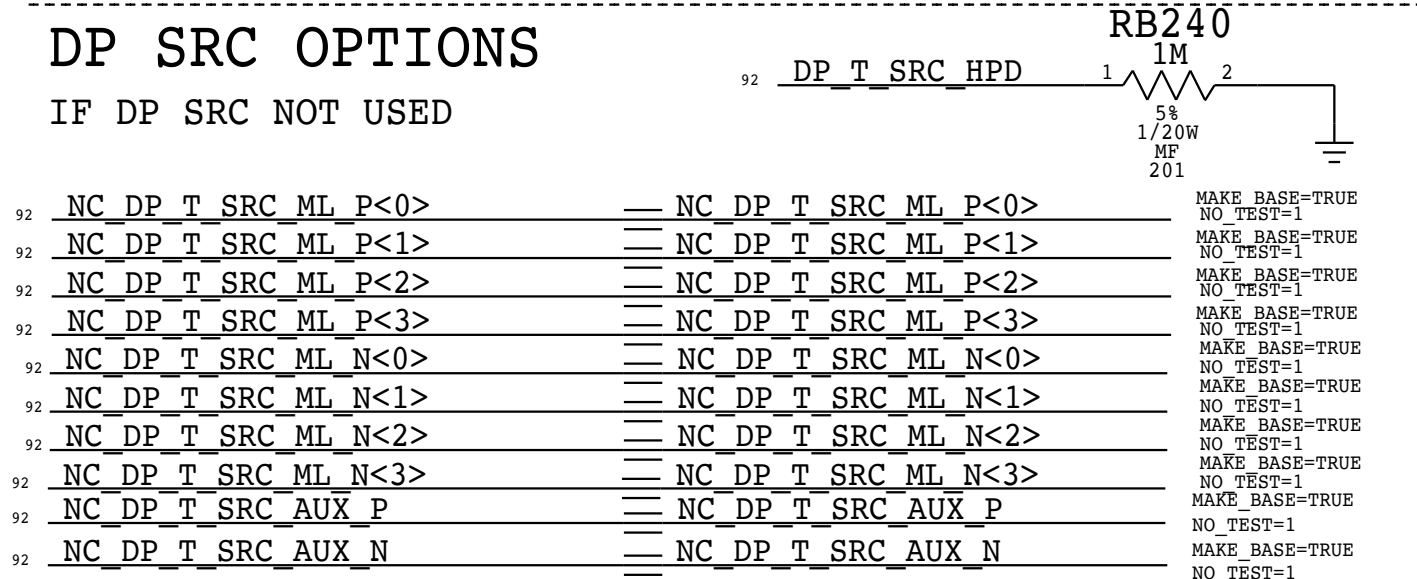 DP SRC OPTIONS
IF DP SRC NOT USED
RB240
1M
92 DP_T_SRC_HPD 1 2
5%
1/20W
MF
201
92 NC_DP_T_SRC_ML_P<0> NC_DP_T_SRC_ML_P<0> MAKE_BASE=TRUE
NO_TEST=1
92 NC_DP_T_SRC_ML_P<1> NC_DP_T_SRC_ML_P<1> MAKE_BASE=TRUE
NO_TEST=1
92 NC_DP_T_SRC_ML_P<2> NC_DP_T_SRC_ML_P<2> MAKE_BASE=TRUE
NO_TEST=1
92 NC_DP_T_SRC_ML_P<3> NC_DP_T_SRC_ML_P<3> MAKE_BASE=TRUE
NO_TEST=1
92 NC_DP_T_SRC_ML_N<0> NC_DP_T_SRC_ML_N<0> MAKE_BASE=TRUE
NO_TEST=1
92 NC_DP_T_SRC_ML_N<1> NC_DP_T_SRC_ML_N<1> MAKE_BASE=TRUE
NO_TEST=1
92 NC_DP_T_SRC_ML_N<2> NC_DP_T_SRC_ML_N<2> MAKE_BASE=TRUE
NO_TEST=1
92 NC_DP_T_SRC_ML_N<3> NC_DP_T_SRC_ML_N<3> MAKE_BASE=TRUE
NO_TEST=1
92 NC_DP_T_SRC_AUX_P NC_DP_T_SRC_AUX_P MAKE_BASE=TRUE
NO_TEST=1
92 NC_DP_T_SRC_AUX_N NC_DP_T_SRC_AUX_N MAKE_BASE=TRUE
NO_TEST=1